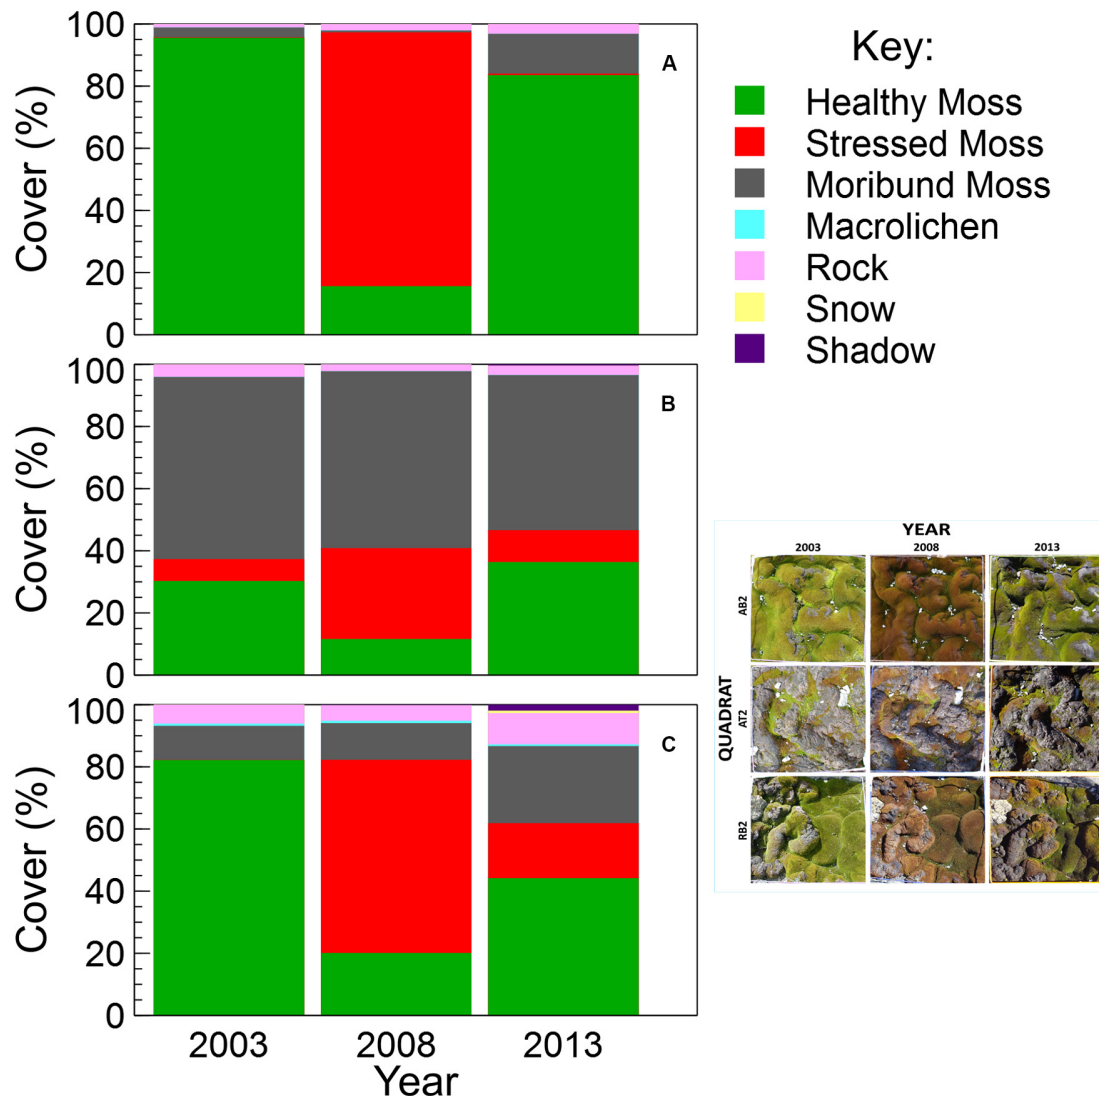 100
80
60
40
20
0
Cover (%)
A
100
80
60
40
20
0
Cover (%)
B
100
80
60
40
20
0
Cover (%)
C
2003 2008 2013
Year
Key:
Healthy Moss
Stressed Moss
Moribund Moss
Macrolichen
Rock
Snow
Shadow
YEAR
2003 2008 2013
QUADRAT
AB2
AT2
RB2